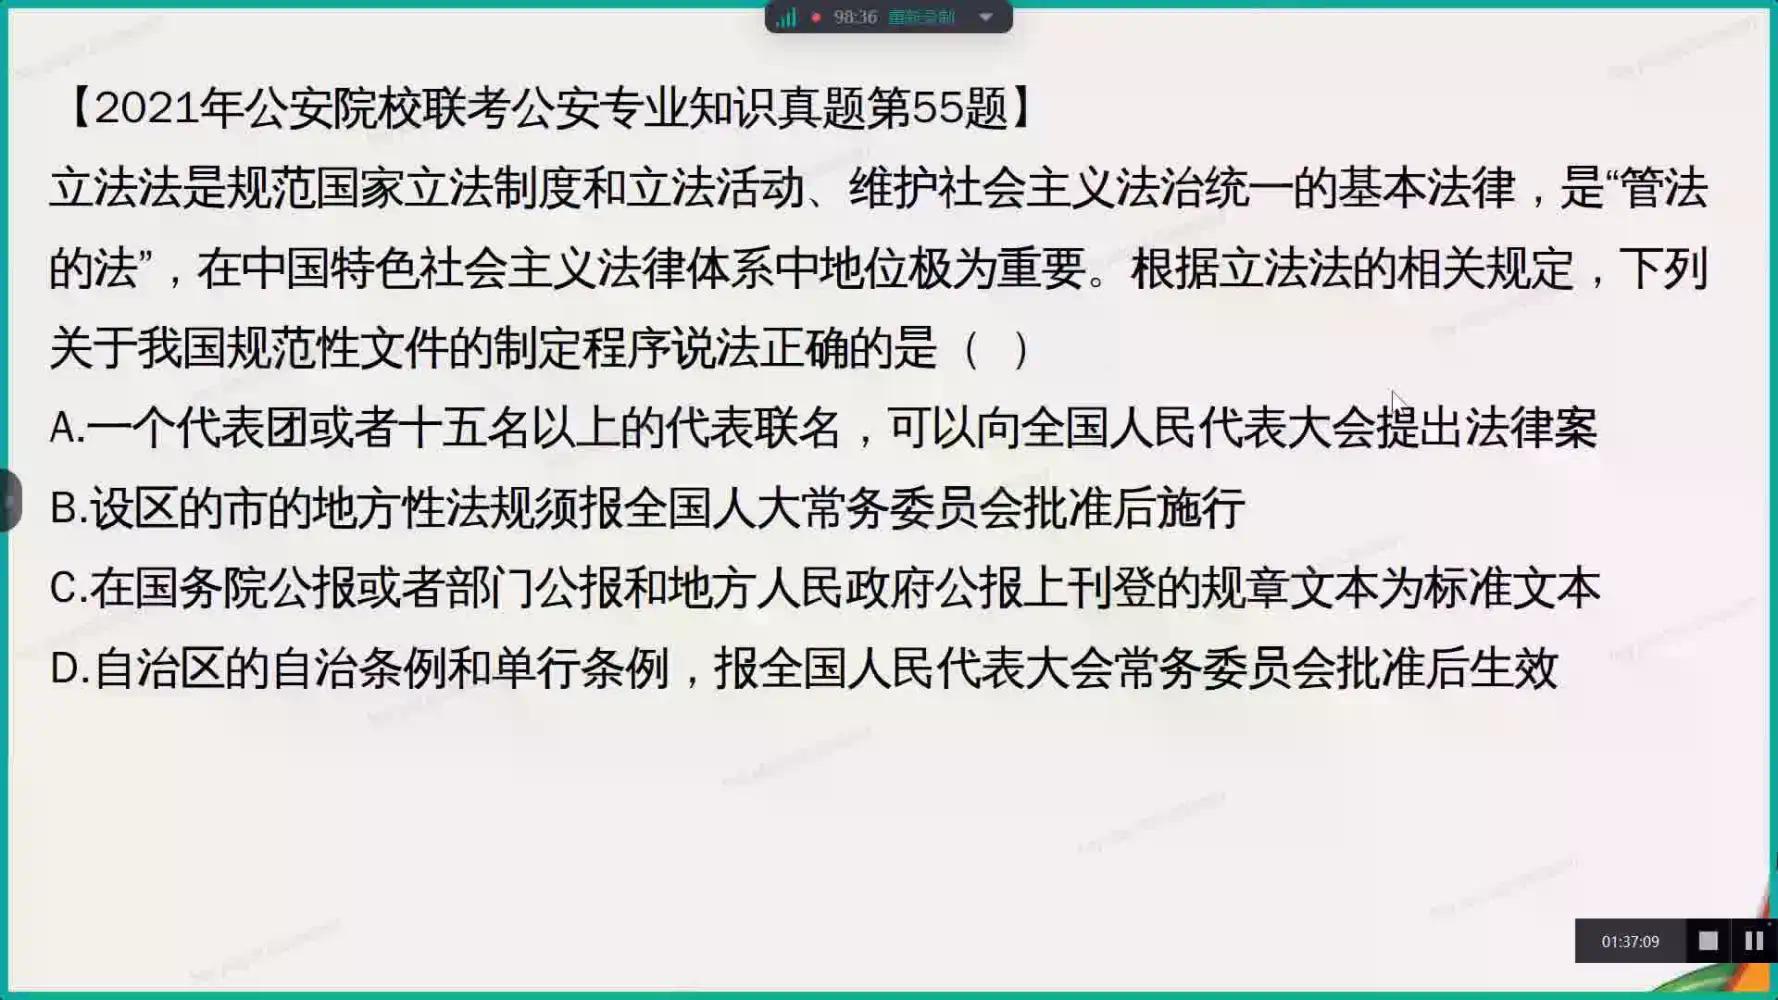 98:36 重新录制
【2021年公安院校联考公安专业知识真题第55题】
立法法是规范国家立法制度和立法活动、维护社会主义法治统一的基本法律，是“管法
的法”，在中国特色社会主义法律体系中地位极为重要。根据立法法的相关规定，下列
关于我国规范性文件的制定程序说法正确的是（ ）
A.一个代表团或者十五名以上的代表联名，可以向全国人民代表大会提出法律案
B.设区的市的地方性法规须报全国人大常务委员会批准后施行
C.在国务院公报或者部门公报和地方人民政府公报上刊登的规章文本为标准文本
D.自治区的自治条例和单行条例，报全国人民代表大会常务委员会批准后生效
01:37:09